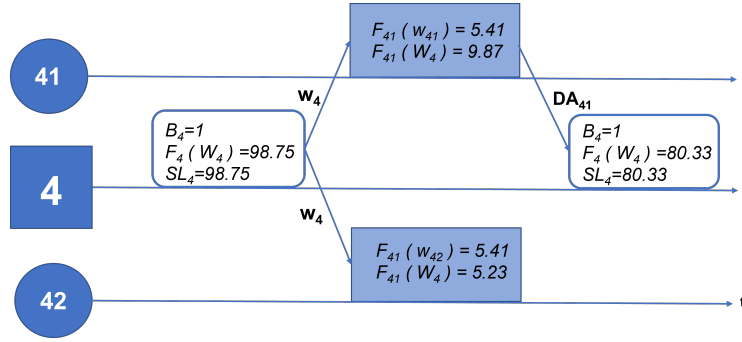 F₄₁ ( w₄₁ ) = 5.41
F₄₁ ( W₄ ) = 9.87
41
w₄
DA₄₁
B₄=1
F₄ ( W₄ ) =98.75
SL₄=98.75
B₄=1
F₄ ( W₄ ) =80.33
SL₄=80.33
4
w₄
F₄₁ ( w₄₂ ) = 5.41
F₄₁ ( W₄ ) = 5.23
42
t